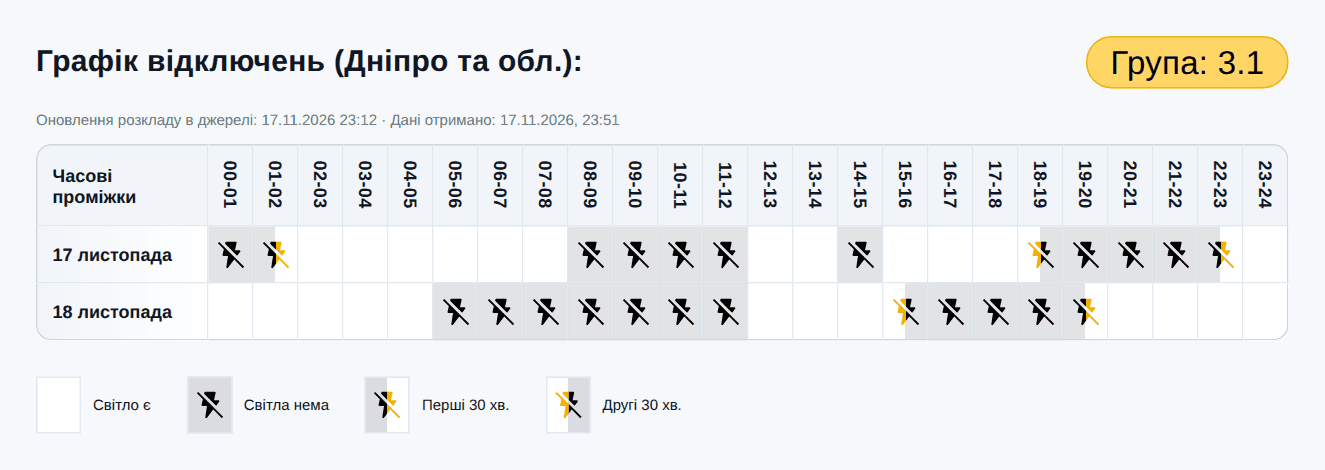 Графік відключень (Дніпро та обл.):
Група: 3.1
Оновлення розкладу в джерелі: 17.11.2026 23:12 · Дані отримано: 17.11.2026, 23:51
Часові
проміжки
00-01 01-02 02-03 03-04 04-05 05-06 06-07 07-08 08-09 09-10 10-11 11-12 12-13 13-14 14-15 15-16 16-17 17-18 18-19 19-20 20-21 21-22 22-23 23-24
17 листопада
18 листопада
Світло є
Світла нема
Перші 30 хв.
Другі 30 хв.